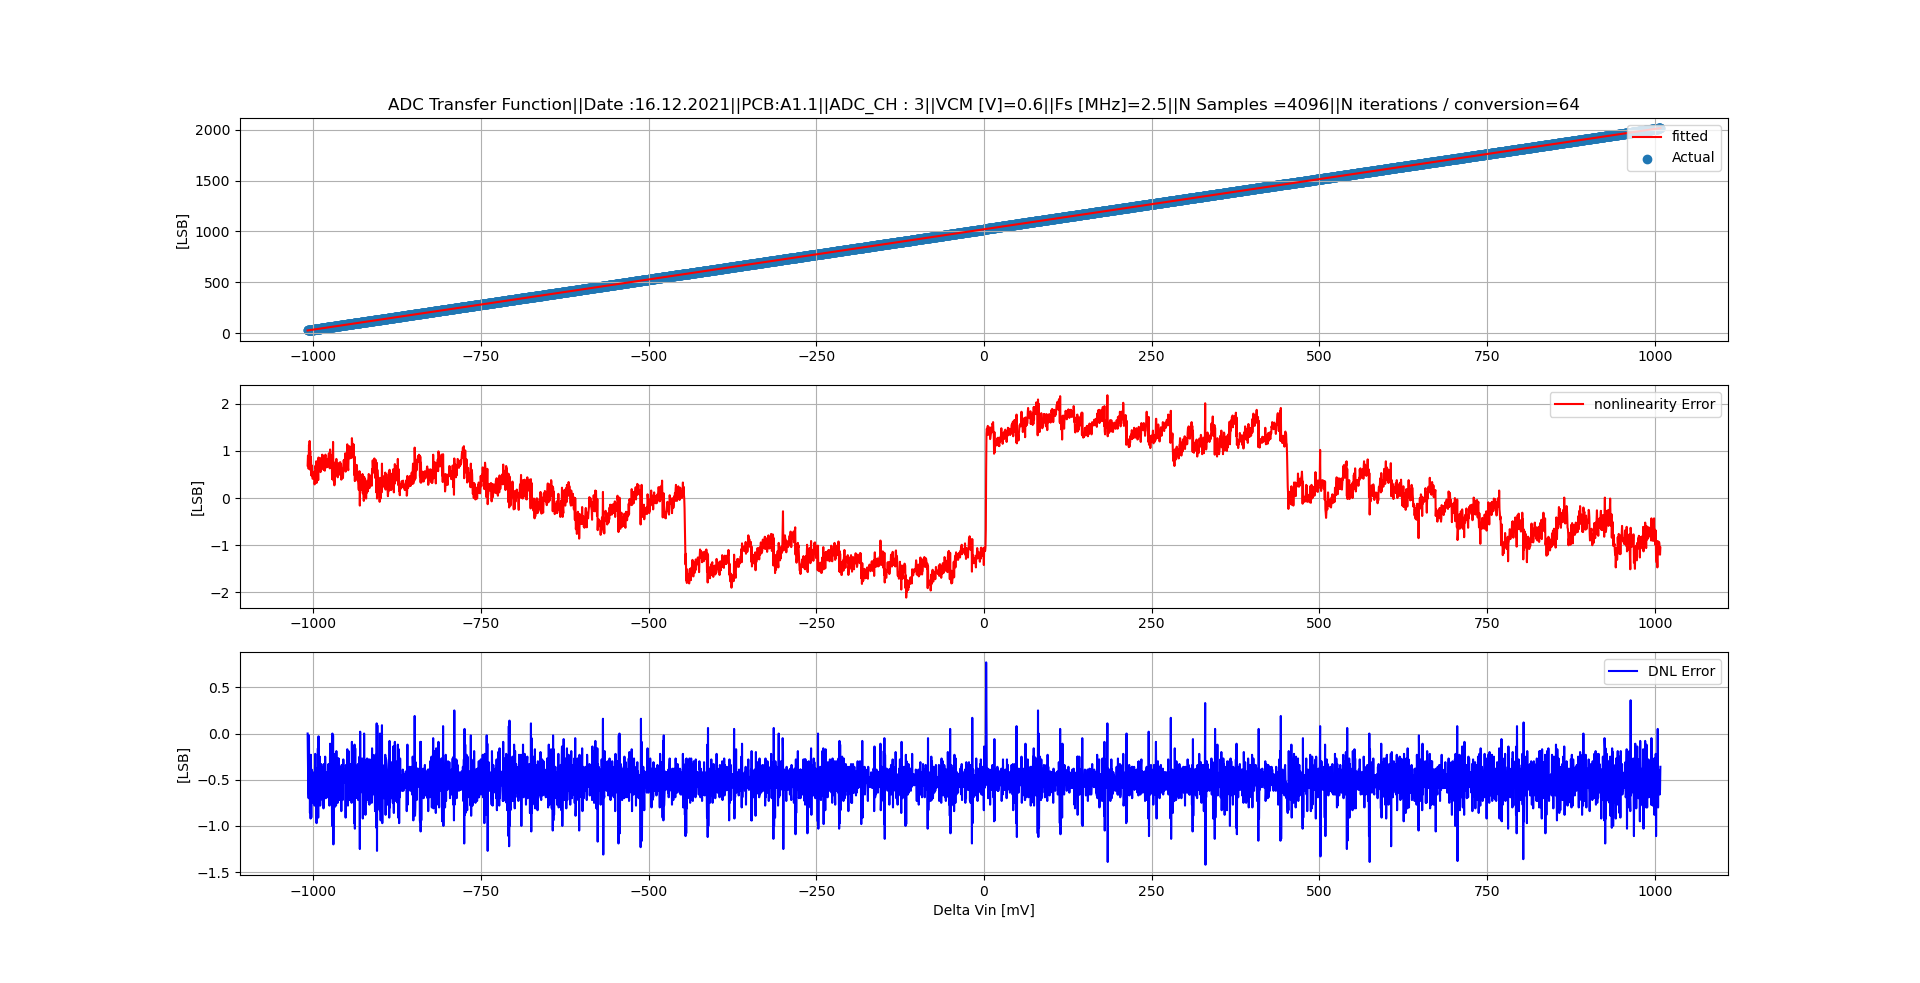 ADC Transfer Function||Date :16.12.2021||PCB:A1.1||ADC_CH : 3||VCM [V]=0.6||Fs [MHz]=2.5||N Samples =4096||N iterations / conversion=64
[LSB]
2000
1500
1000
500
0
fitted
Actual
−1000 −750 −500 −250 0 250 500 750 1000
[LSB]
2
1
0
−1
−2
nonlinearity Error
−1000 −750 −500 −250 0 250 500 750 1000
[LSB]
0.5
0.0
−0.5
−1.0
−1.5
DNL Error
−1000 −750 −500 −250 0 250 500 750 1000
Delta Vin [mV]